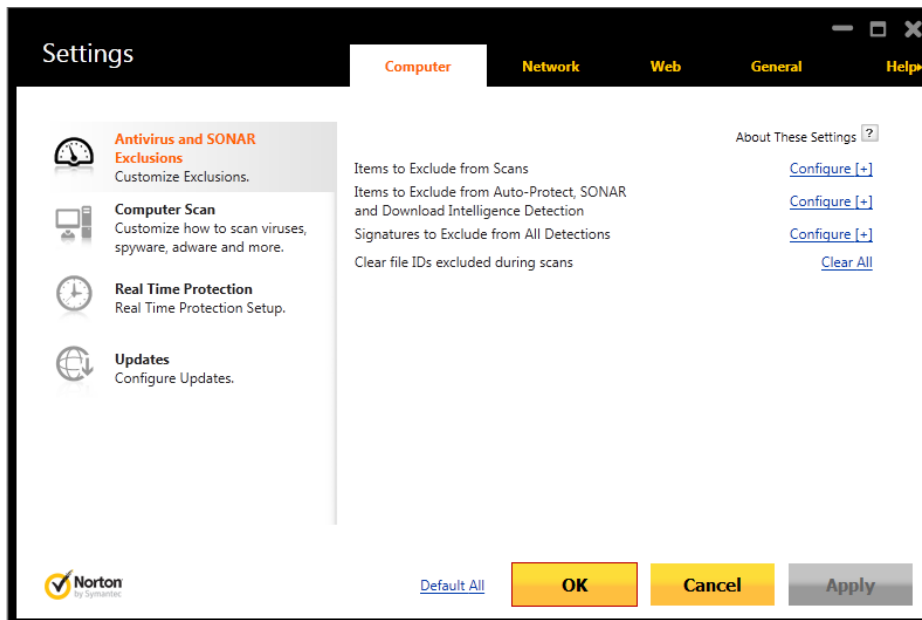 Settings
Computer
Network
Web
General
Help
Antivirus and SONAR
Exclusions
Customize Exclusions.
Computer Scan
Customize how to scan viruses,
spyware, adware and more.
Real Time Protection
Real Time Protection Setup.
Updates
Configure Updates.
About These Settings ?
Items to Exclude from Scans
Configure [+]
Items to Exclude from Auto-Protect, SONAR
and Download Intelligence Detection
Configure [+]
Signatures to Exclude from All Detections
Configure [+]
Clear file IDs excluded during scans
Clear All
Norton
by Symantec
Default All
OK
Cancel
Apply